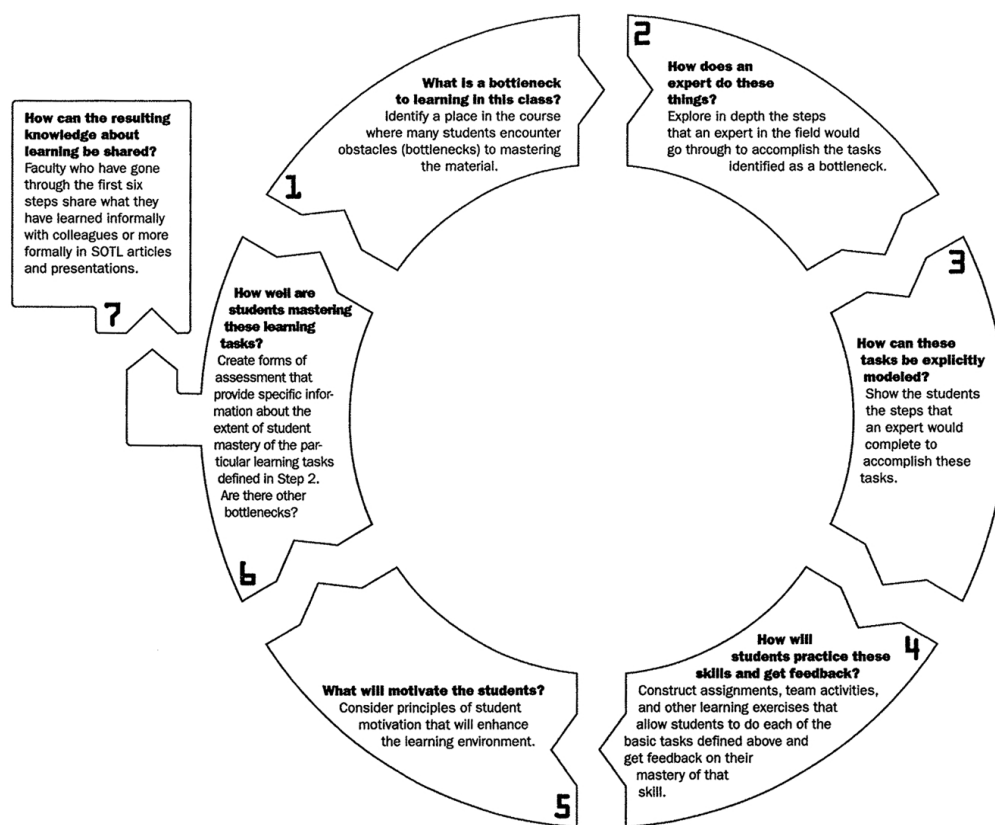 1
What is a bottleneck
to learning in this class?
Identify a place in the course
where many students encounter
obstacles (bottlenecks) to mastering
the material.
2
How does an
expert do these
things?
Explore in depth the steps
that an expert in the field would
go through to accomplish the tasks
identified as a bottleneck.
3
How can these
tasks be explicitly
modeled?
Show the students
the steps that
an expert would
complete to
accomplish these
tasks.
4
How will
students practice these
skills and get feedback?
Construct assignments, team activities,
and other learning exercises that
allow students to do each of the
basic tasks defined above and
get feedback on their
mastery of that
skill.
5
What will motivate the students?
Consider principles of student
motivation that will enhance
the learning environment.
6
How well are
students mastering
these learning
tasks?
Create forms of
assessment that
provide specific infor-
mation about the
extent of student
mastery of the par-
ticular learning tasks
defined in Step 2.
Are there other
bottlenecks?
7
How can the resulting
knowledge about
learning be shared?
Faculty who have gone
through the first six
steps share what they
have learned informally
with colleagues or more
formally in SOTL articles
and presentations.